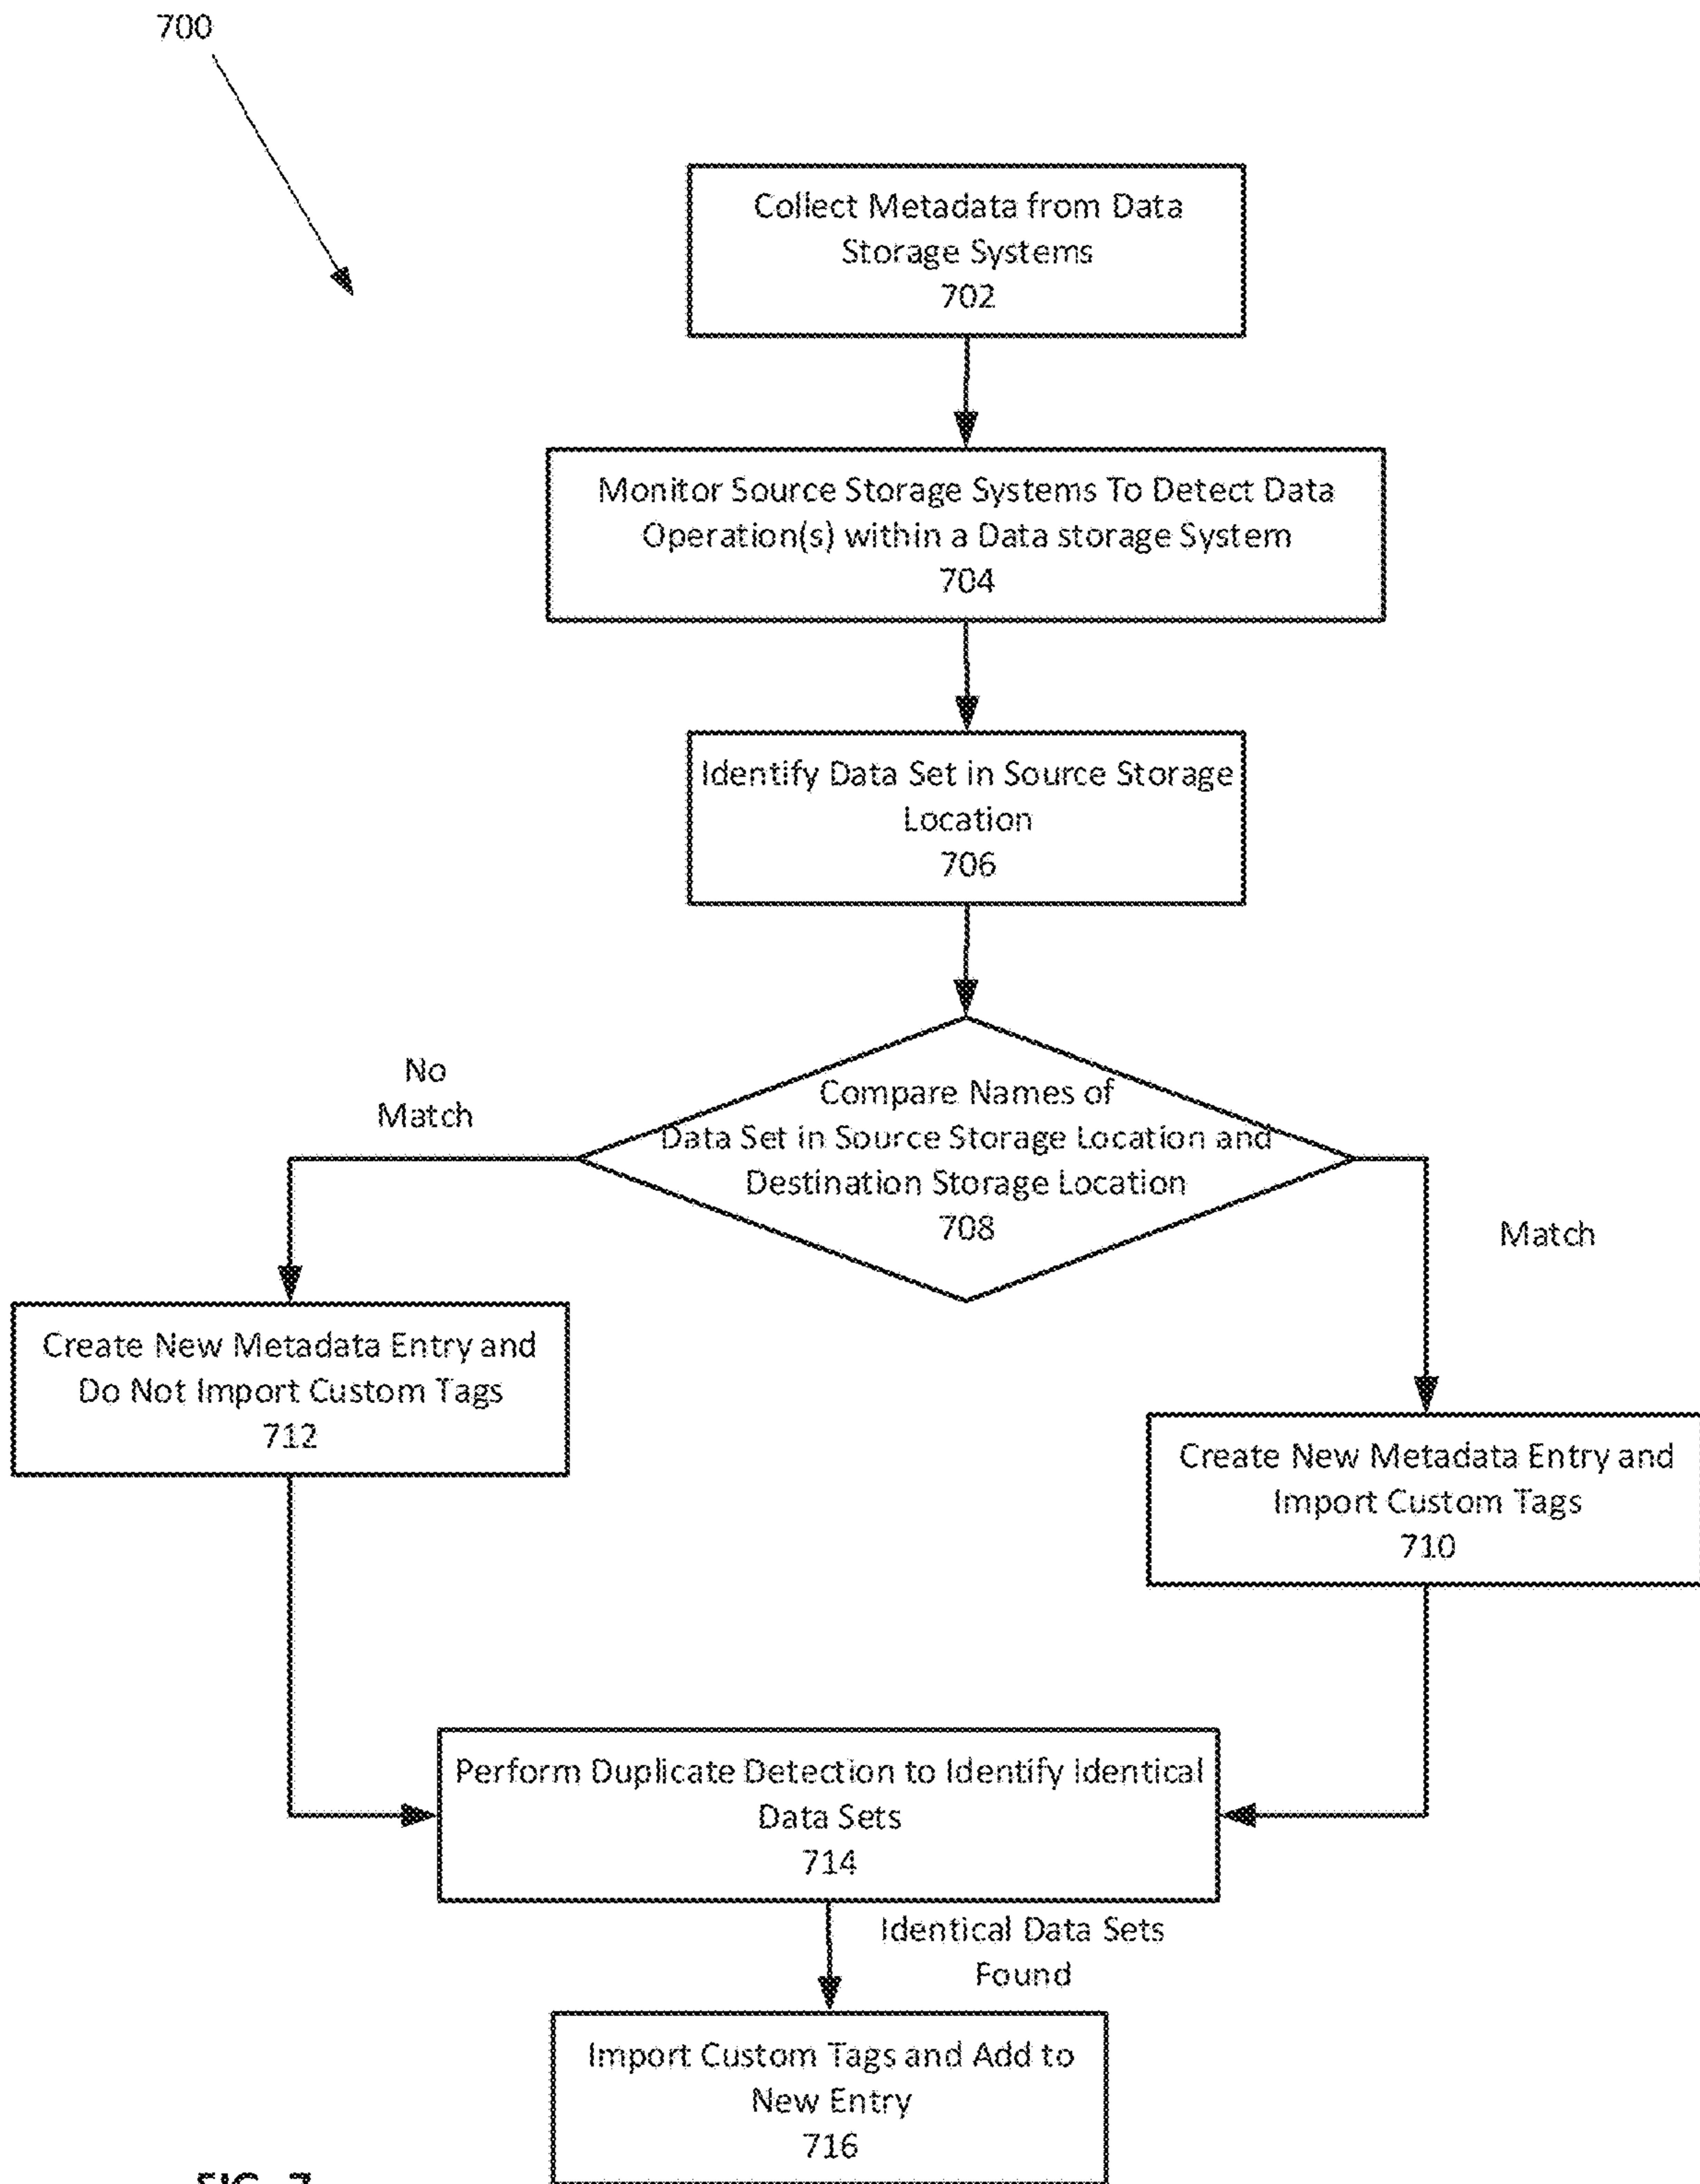 700
Collect Metadata from Data
Storage Systems
702
Monitor Source Storage Systems To Detect Data
Operation(s) within a Data storage System
704
Identify Data Set in Source Storage
Location
706
Compare Names of
Data Set in Source Storage Location and
Destination Storage Location
708
No
Match
Match
Create New Metadata Entry and
Do Not Import Custom Tags
712
Create New Metadata Entry and
Import Custom Tags
710
Perform Duplicate Detection to Identify Identical
Data Sets
714
Identical Data Sets
Found
Import Custom Tags and Add to
New Entry
716
FIG. 7